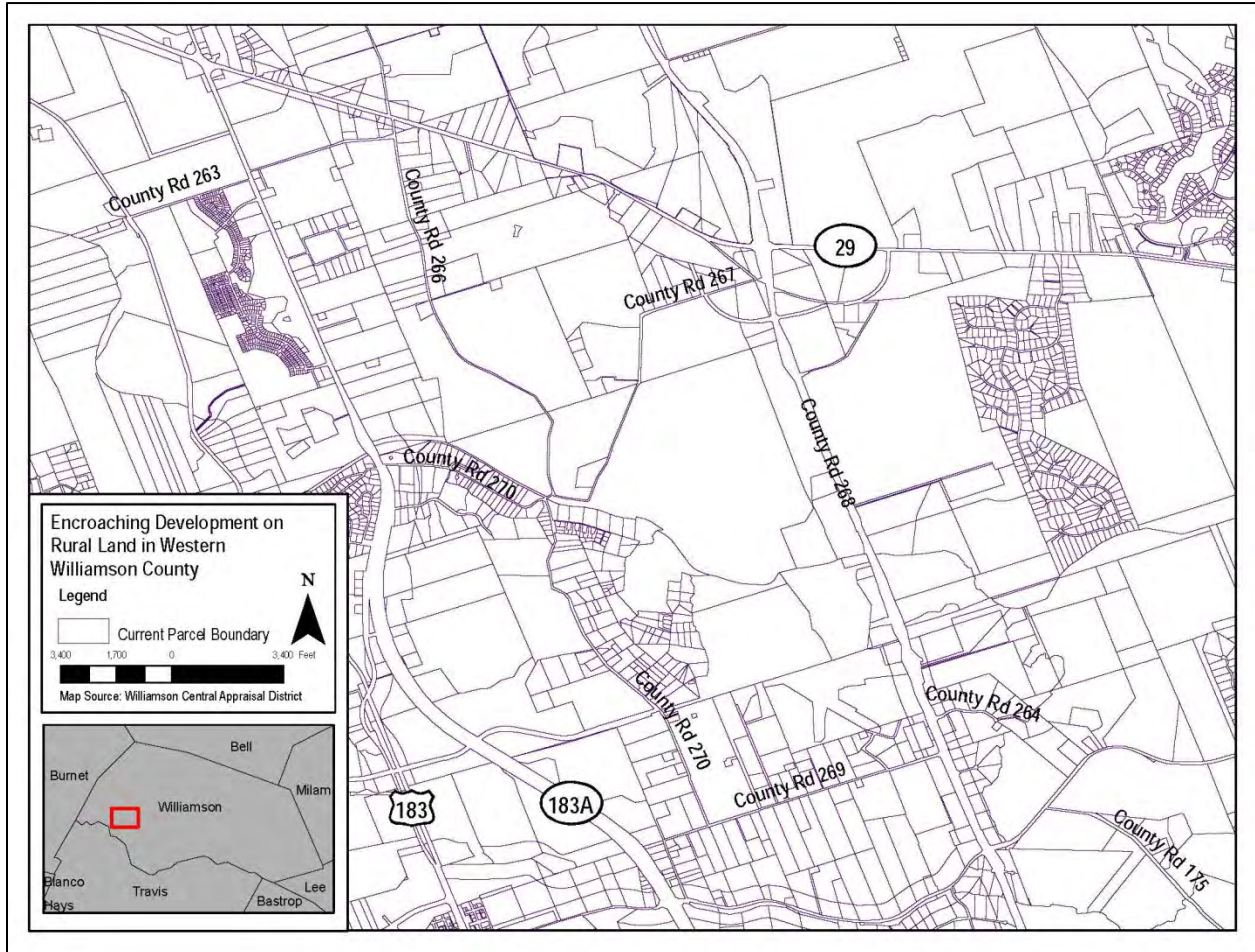 County Rd 263
County Rd 266
29
County Rd 267
County Rd 268
County Rd 270
Encroaching Development on
Rural Land in Western
Williamson County
N
Legend
Current Parcel Boundary
3,400 1,700 0 3,400 Feet
Map Source: Williamson Central Appraisal District
County Rd 270
County Rd 264
County Rd 269
183
183A
County Rd 175
Bell
Burnet
Milam
Williamson
Blanco
Travis
Lee
Hays
Bastrop